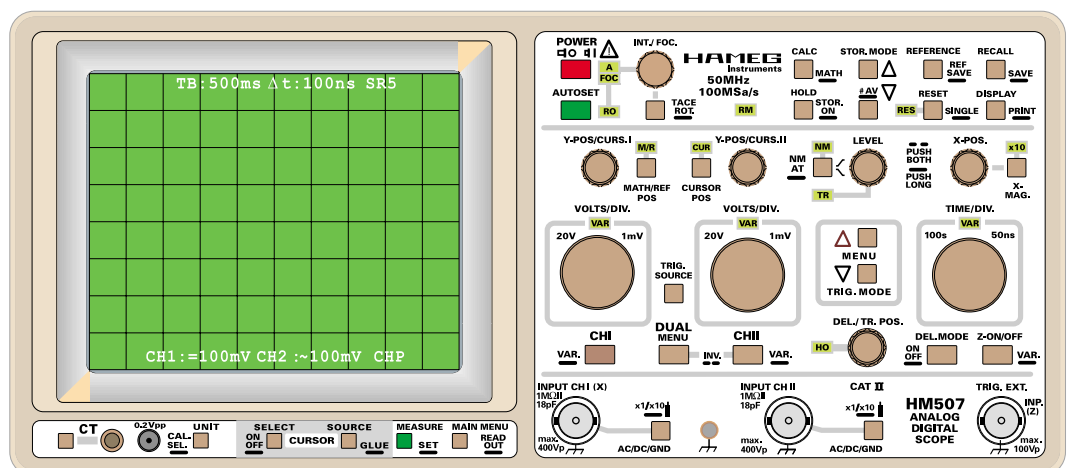 TB:500ms Δt:100ns SR5
CH1:=100mV CH2:~100mV CHP
CT
0.2Vpp
CAL-
SEL.
UNIT
SELECT
ON
OFF
CURSOR
SOURCE
GLUE
MEASURE
SET
MAIN MENU
READ
OUT
POWER
A
FOC
INT./ FOC.
HAMEG
Instruments
50MHz
100MSa/s
AUTOSET
RO
TACE
ROT.
RM
CALC
MATH
STOR. MODE
REFERENCE
REF
SAVE
RECALL
SAVE
HOLD
STOR.
ON
# AV
RES
RESET
SINGLE
DISPLAY
PRINT
Y-POS/CURS.I
M/R
MATH/REF
POS
CUR
CURSOR
POS
Y-POS/CURS.II
NM
AT
NM
TR
LEVEL
PUSH
BOTH
PUSH
LONG
X-POS.
x10
X-
MAG.
VOLTS/DIV.
VAR
20V
1mV
TRIG.
SOURCE
VOLTS/DIV.
VAR
20V
1mV
MENU
TRIG. MODE
TIME/DIV.
VAR
100s
50ns
CHI
VAR.
DUAL
MENU
INV.
CHII
VAR.
HO
DEL./ TR. POS.
ON
OFF
DEL.MODE
Z-ON/OFF
VAR.
INPUT CH I (X)
1MΩII
18pF
max.
400Vp
x1/x10
AC/DC/GND
INPUT CH II
1MΩII
18pF
max.
400Vp
CAT II
x1/x10
AC/DC/GND
HM507
ANALOG
DIGITAL
SCOPE
TRIG. EXT.
INP.
(Z)
max.
100Vp